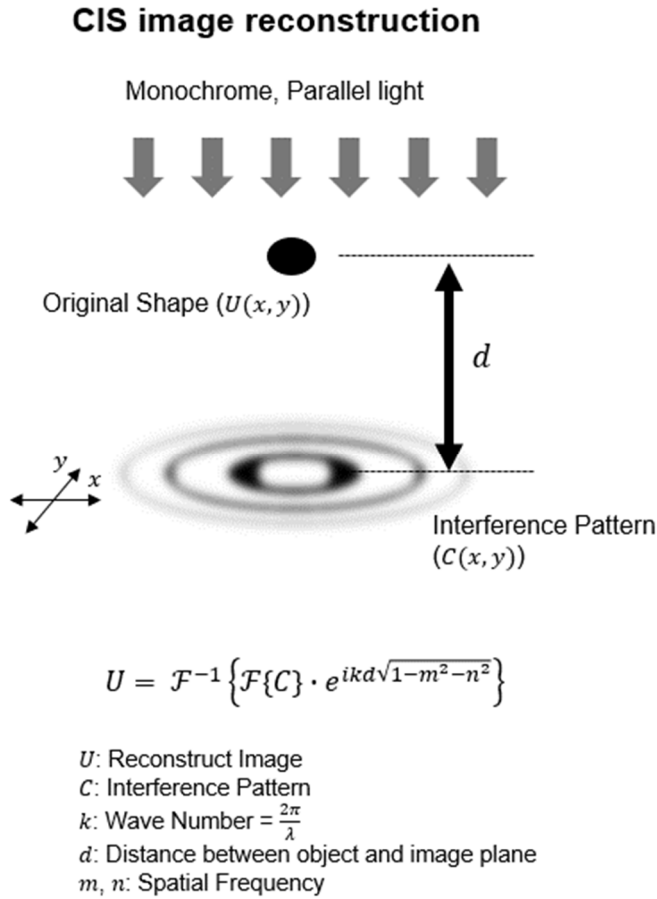 CIS image reconstruction
Monochrome, Parallel light
Original Shape (U(x, y))
d
y
x
Interference Pattern
(C(x, y))
U = ℱ⁻¹{ℱ{C} · e^{ikd√(1−m²−n²)}}
U: Reconstruct Image
C: Interference Pattern
k: Wave Number = 2π/λ
d: Distance between object and image plane
m, n: Spatial Frequency